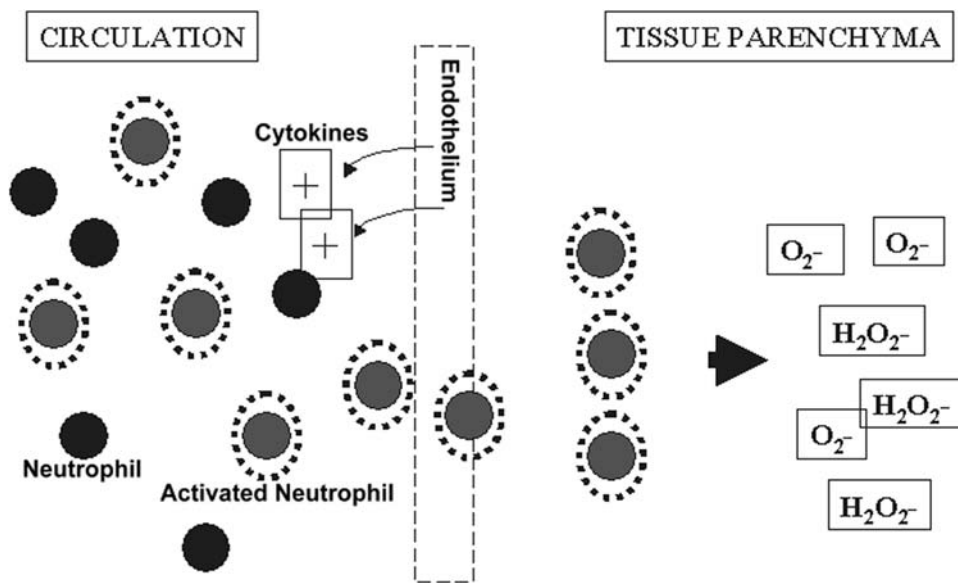 CIRCULATION
TISSUE PARENCHYMA
Endothelium
Cytokines
+
+
O₂⁻
O₂⁻
H₂O₂⁻
H₂O₂⁻
O₂⁻
Neutrophil
Activated Neutrophil
H₂O₂⁻